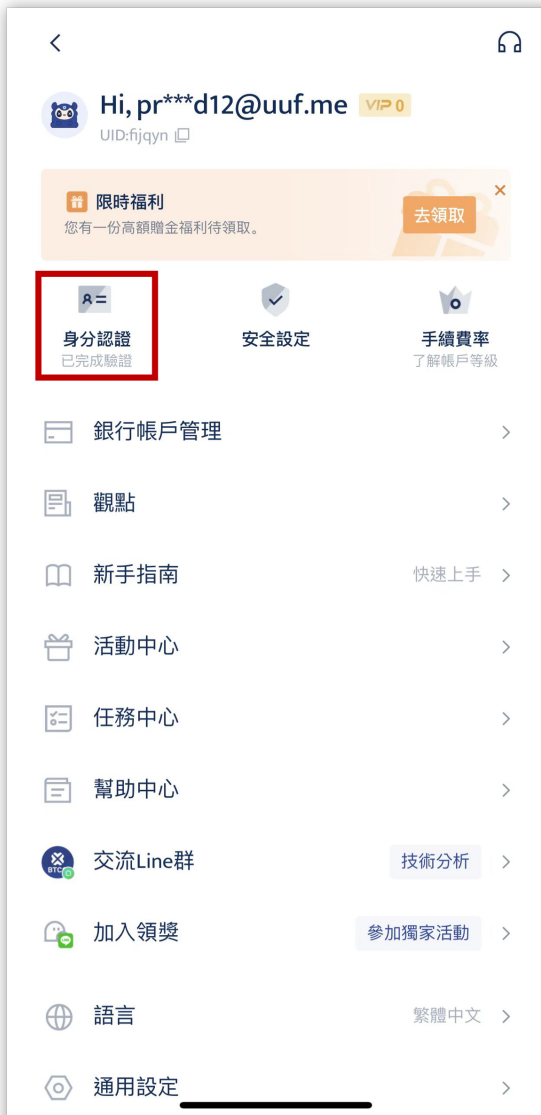 Hi, pr***d12@uuf.me VIP 0
UID:fijqyn
限時福利
您有一份高額贈金福利待領取。
去領取
身分認證
已完成驗證
安全設定
手續費率
了解帳戶等級
銀行帳戶管理
觀點
新手指南 快速上手
活動中心
任務中心
幫助中心
BTC
交流Line群 技術分析
LINE
加入領獎 參加獨家活動
語言 繁體中文
通用設定